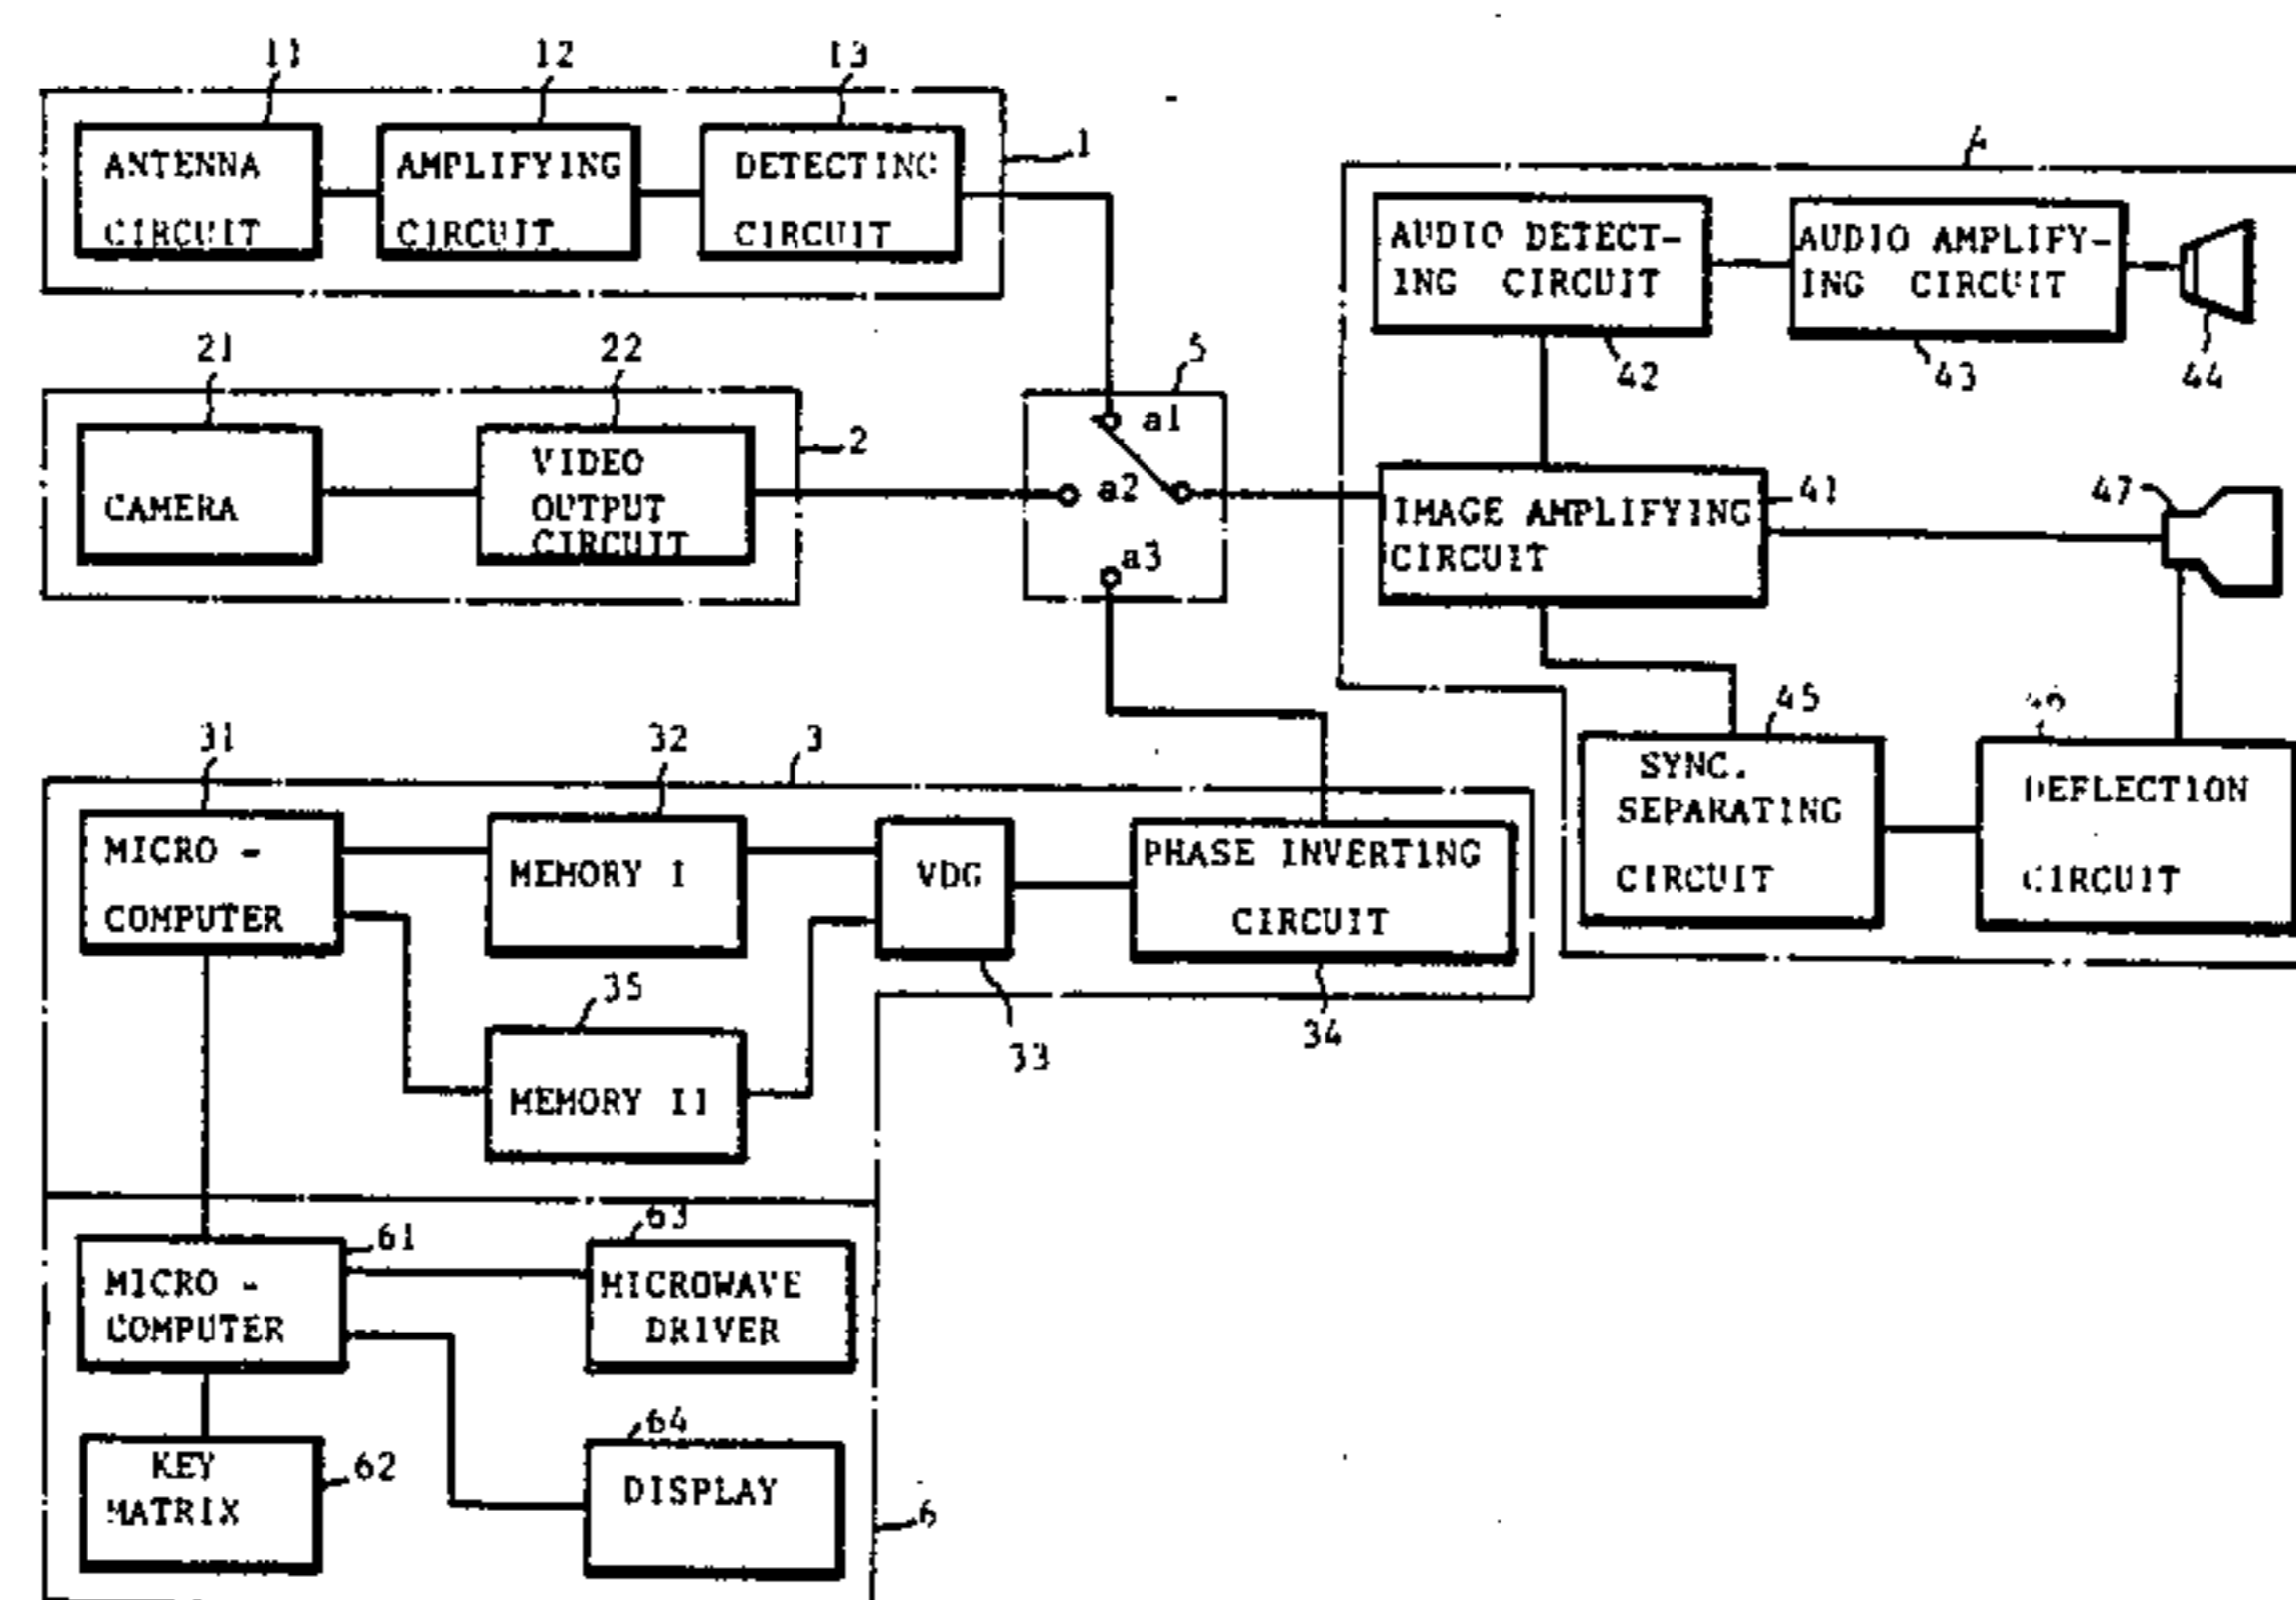 11
12
13
ANTENNA
CIRCUIT
AMPLIFYING
CIRCUIT
DETECTING
CIRCUIT
1
21
22
CAMERA
VIDEO
OUTPUT
CIRCUIT
2
5
a1
a2
a3
4
AUDIO DETECT-
ING CIRCUIT
42
AUDIO AMPLIFY-
ING CIRCUIT
43
44
IMAGE AMPLIFYING
CIRCUIT
41
47
45
SYNC.
SEPARATING
CIRCUIT
46
DEFLECTION
CIRCUIT
31
32
3
MICRO -
COMPUTER
MEMORY I
VDG
33
PHASE INVERTING
CIRCUIT
34
35
MEMORY II
61
MICRO -
COMPUTER
63
MICROWAVE
DRIVER
KEY
MATRIX
62
64
DISPLAY
6